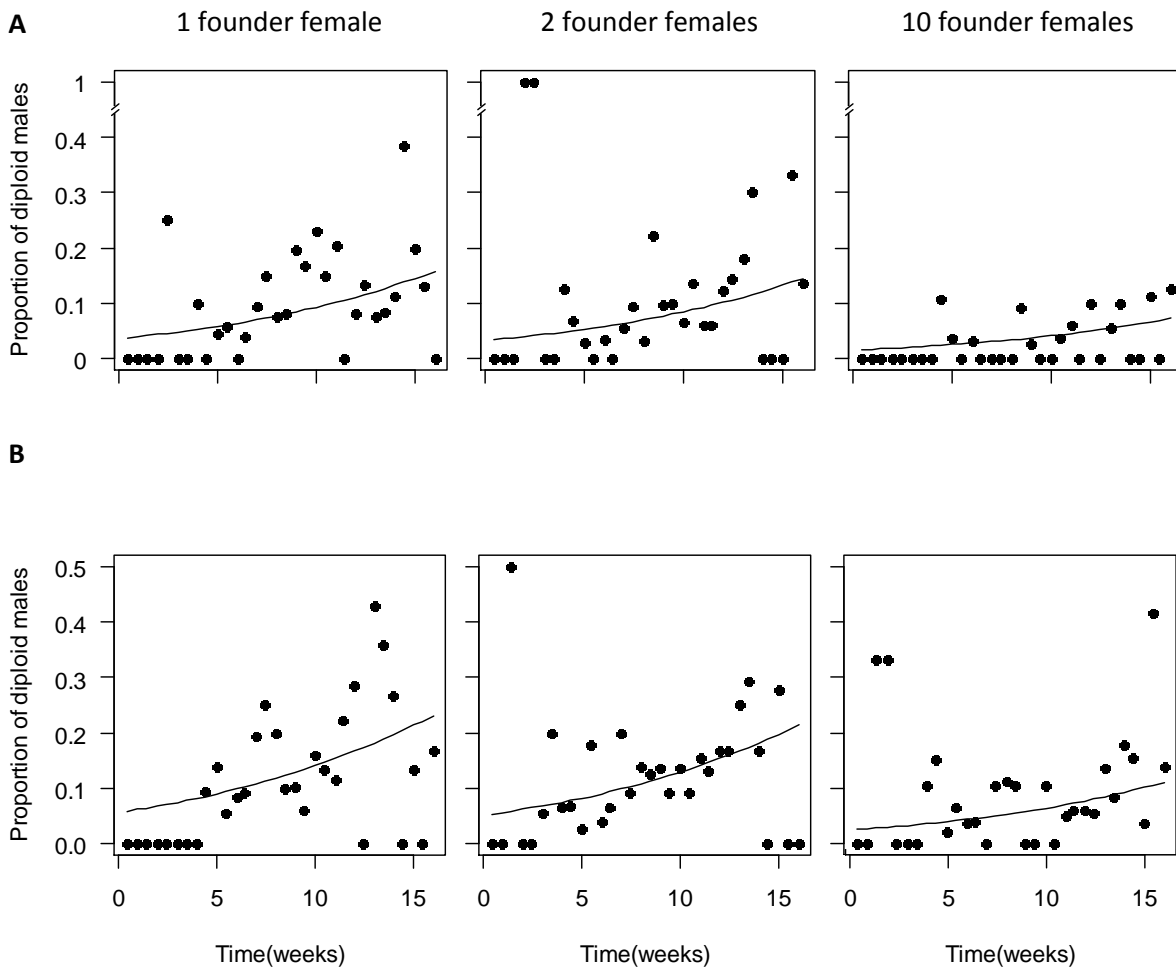 A
1 founder female 2 founder females 10 founder females
Proportion of diploid males
1
0.4
0.3
0.2
0.1
0
B
Proportion of diploid males
0.5
0.4
0.3
0.2
0.1
0.0
0 5 10 15 0 5 10 15 0 5 10 15
Time(weeks) Time(weeks) Time(weeks)